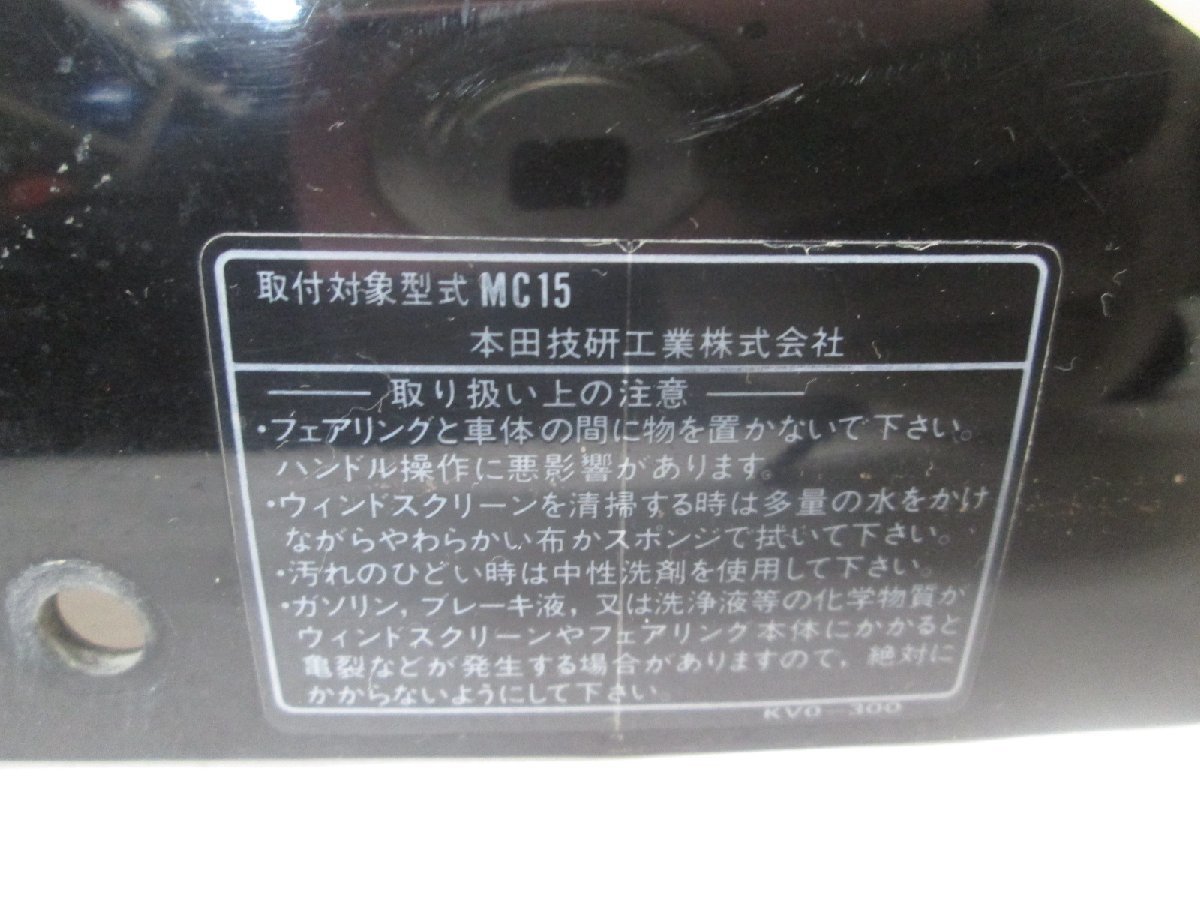 取付対象型式 MC15
本田技研工業株式会社
取り扱い上の注意
・フェアリングと車体の間に物を置かないで下さい。
ハンドル操作に悪影響があります。
・ウィンドスクリーンを清掃する時は多量の水をかけ
ながらやわらかい布かスポンジで拭いて下さい。
・汚れのひどい時は中性洗剤を使用して下さい。
・ガソリン,ブレーキ液,又は洗浄液等の化学物質が
ウィンドスクリーンやフェアリング本体にかかると
亀裂などが発生する場合がありますので,絶対に
かからないようにして下さい。
KV0-300